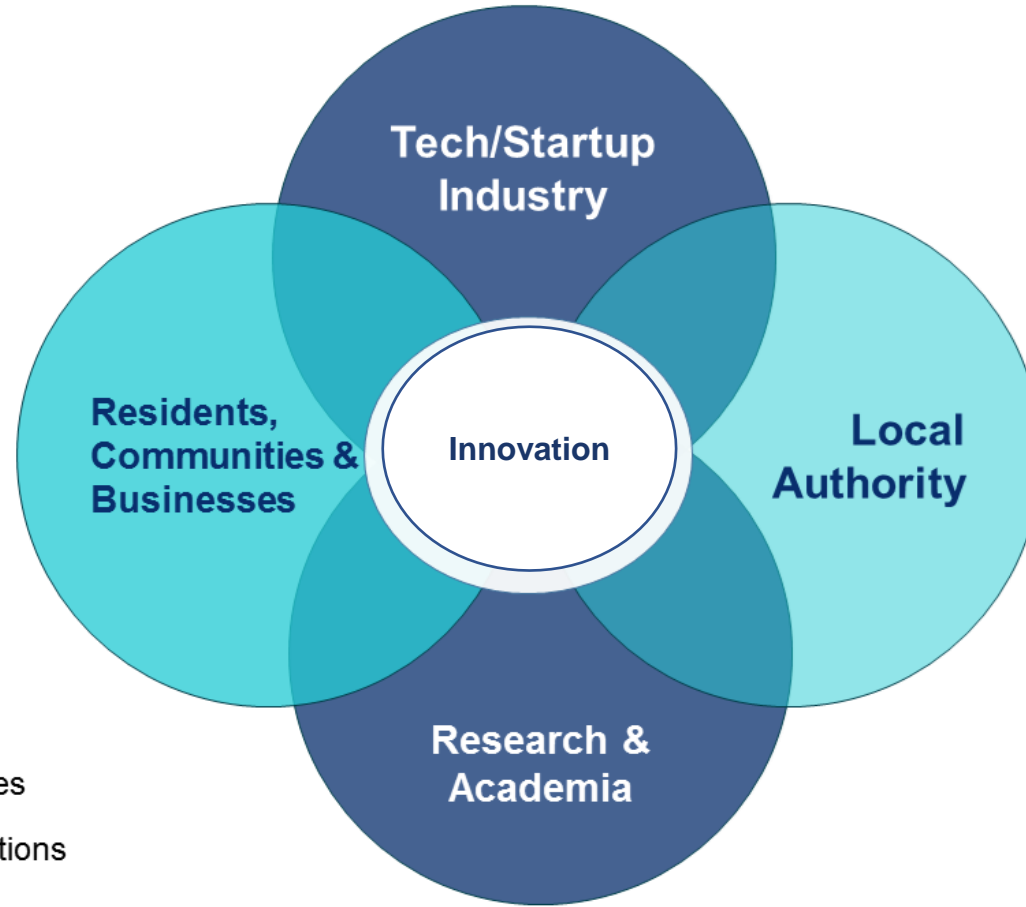 Tech/Startup
Industry
Residents,
Communities &
Businesses
Innovation
Local
Authority
Research &
Academia
es
tions